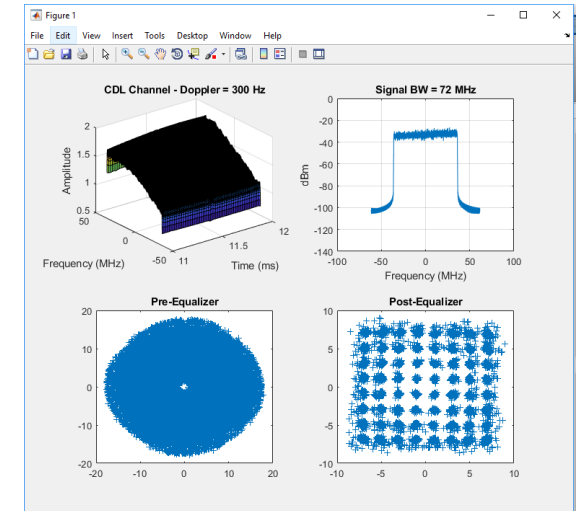 Figure 1
File Edit View Insert Tools Desktop Window Help
CDL Channel - Doppler = 300 Hz
2
1.5
1
0.5
Amplitude
50
0
-50
Frequency (MHz)
11
11.5
12
Time (ms)
Signal BW = 72 MHz
0
-20
-40
-60
-80
-100
-120
-140
dBm
-100 -50 0 50 100
Frequency (MHz)
Pre-Equalizer
20
10
0
-10
-20
-20 -10 0 10 20
Post-Equalizer
10
5
0
-5
-10
-10 -5 0 5 10